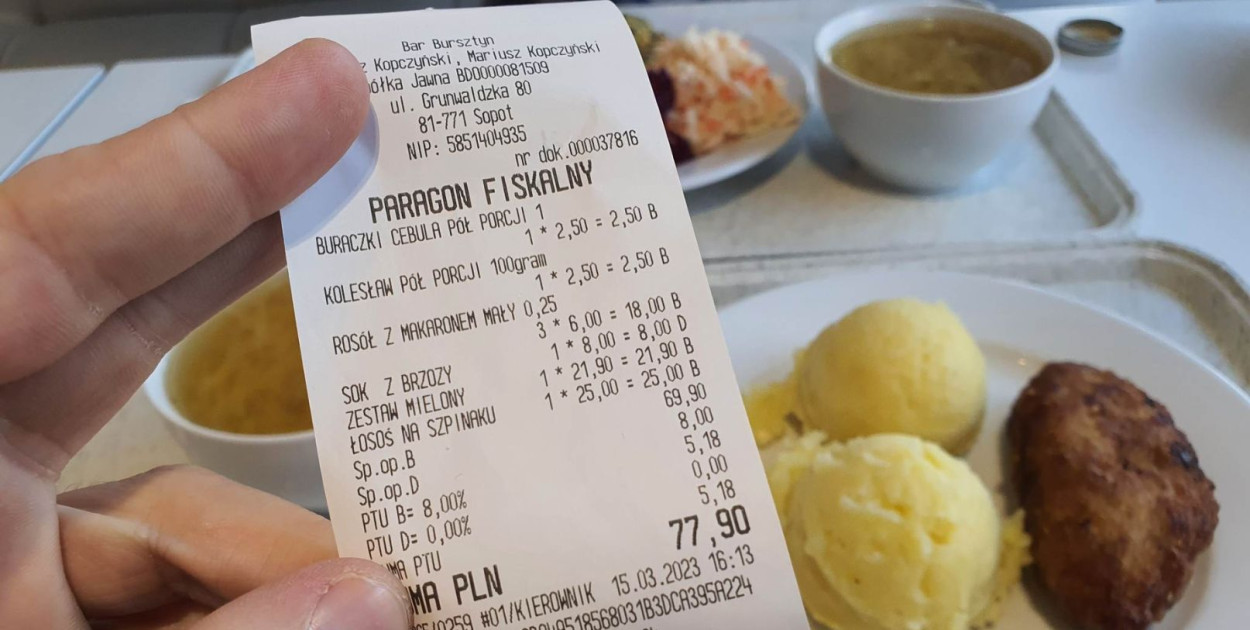 Bar Bursztyn
Kopczyński, Mariusz Kopczyński
Jawna BDO000081509
ul. Grunwaldzka 80
81-771 Sopot
NIP: 5851404935
nr dok.000037816
PARAGON FISKALNY
BURACZKI CEBULA PÓŁ PORCJI 1
1 * 2,50 = 2,50 B
KOLESŁAW PÓŁ PORCJI 100gram
1 * 2,50 = 2,50 B
ROSÓŁ Z MAKARONEM MAŁY 0,25
3 * 6,00 = 18,00 B
SOK Z BRZOZY 1 * 8,00 = 8,00 D
ZESTAW MIELONY 1 * 21,90 = 21,90 B
ŁOSOŚ NA SZPINAKU 1 * 25,00 = 25,00 B
Sp.op.B 69,90
Sp.op.D 8,00
PTU B= 8,00% 5,18
PTU D= 0,00% 0,00
PTU 5,18
PLN 77,90
#01/KIEROWNIK 15.03.2023 16:13